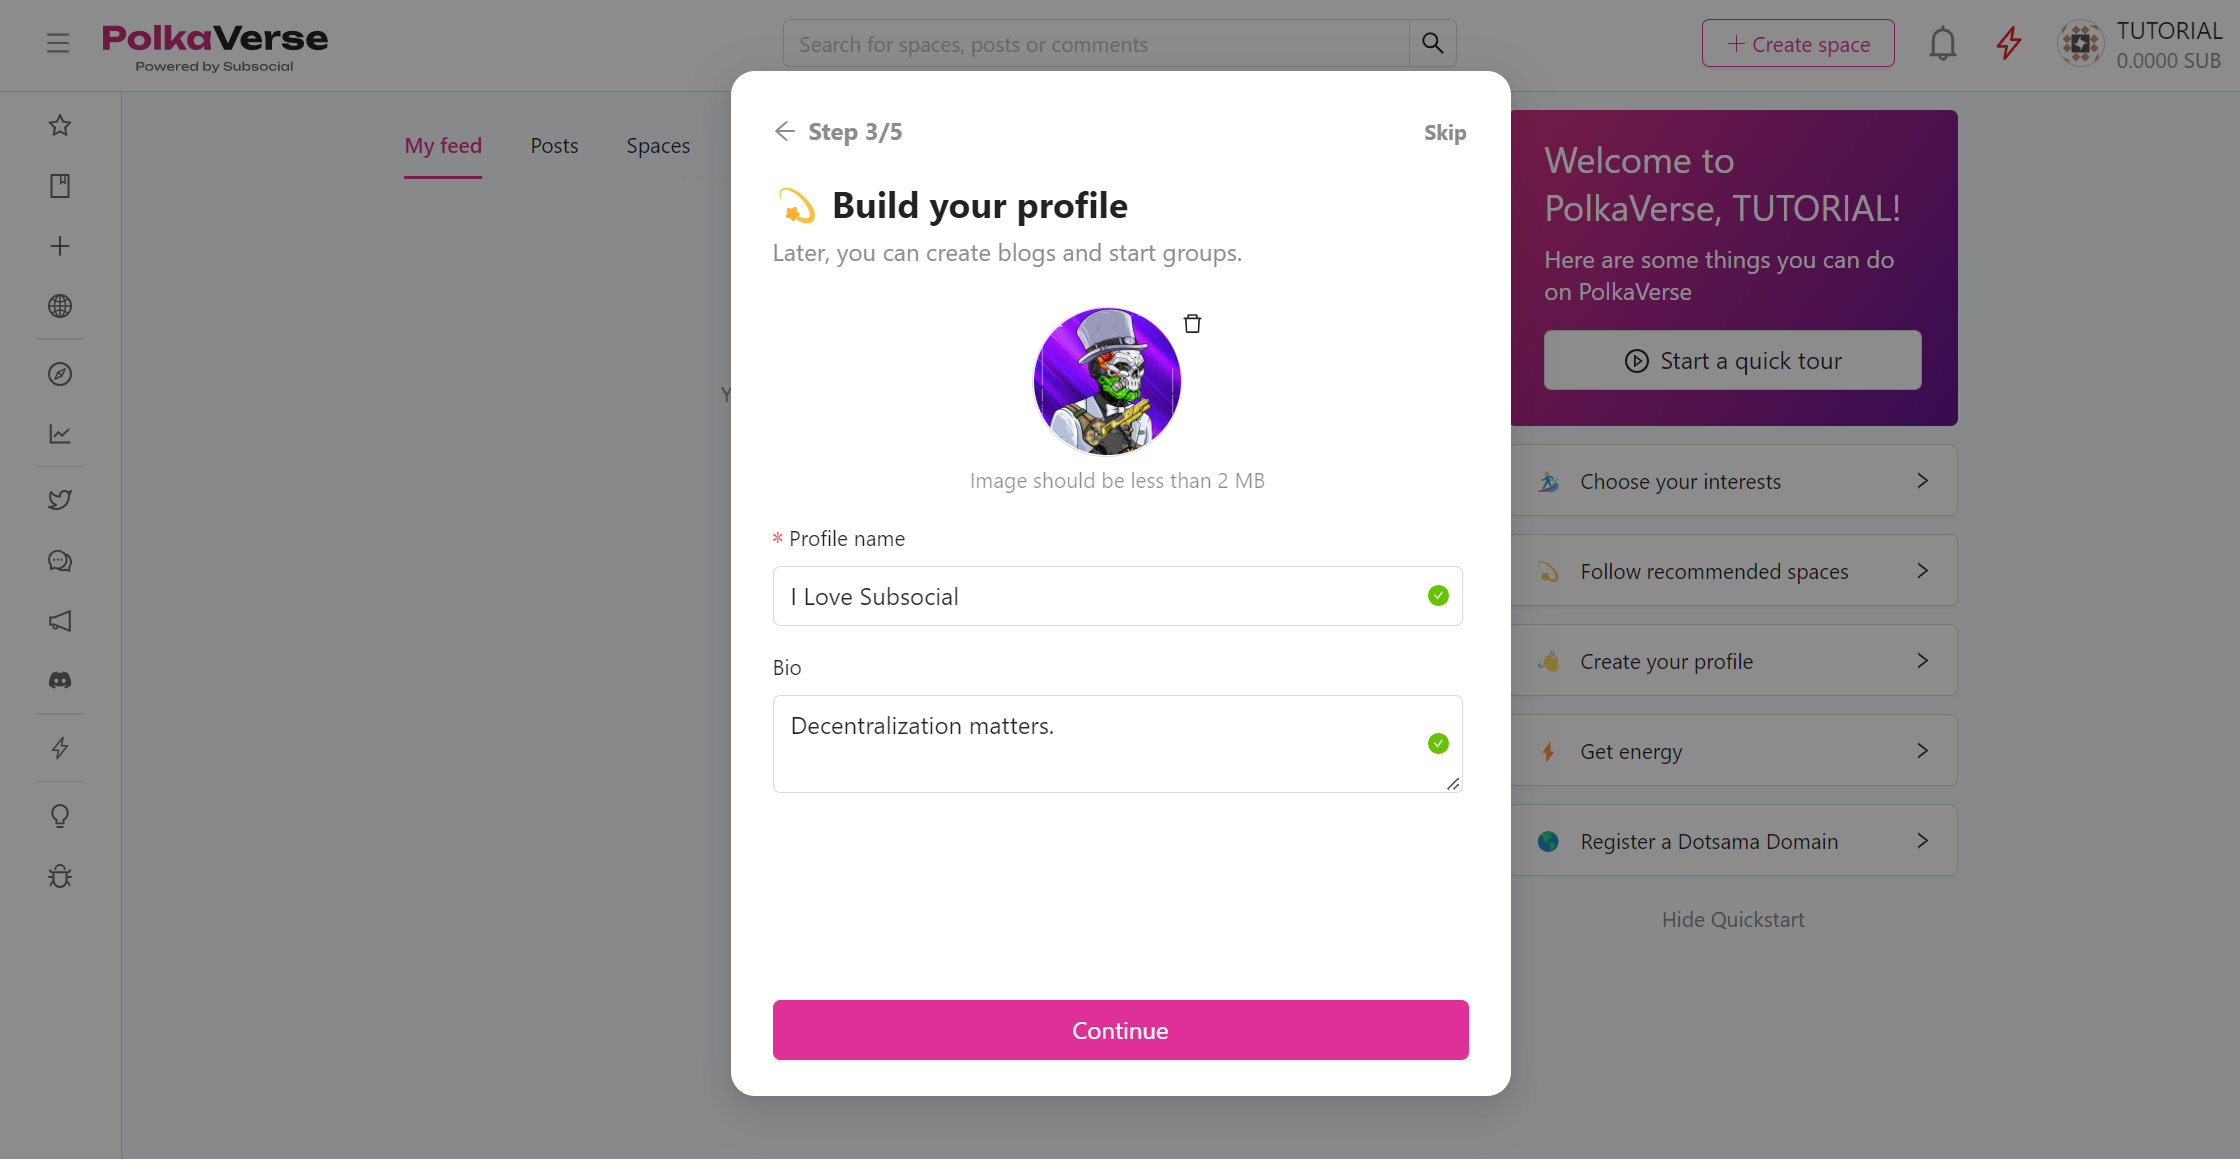 PolkaVerse
Powered by Subsocial
Search for spaces, posts or comments
Create space
TUTORIAL
0.0000 SUB
My feed
Posts
Spaces
Y
Step 3/5
Skip
Build your profile
Later, you can create blogs and start groups.
Image should be less than 2 MB
* Profile name
I Love Subsocial
Bio
Decentralization matters.
Continue
Welcome to
PolkaVerse, TUTORIAL!
Here are some things you can do
on PolkaVerse
Start a quick tour
Choose your interests
Follow recommended spaces
Create your profile
Get energy
Register a Dotsama Domain
Hide Quickstart